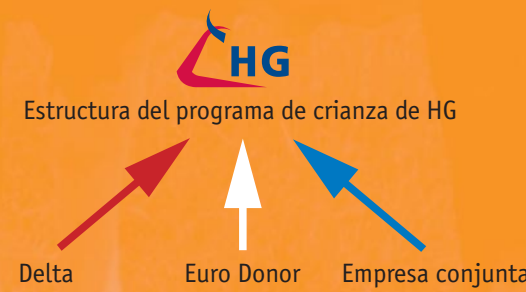 HG
Estructura del programa de crianza de HG
Delta Euro Donor Empresa conjunta